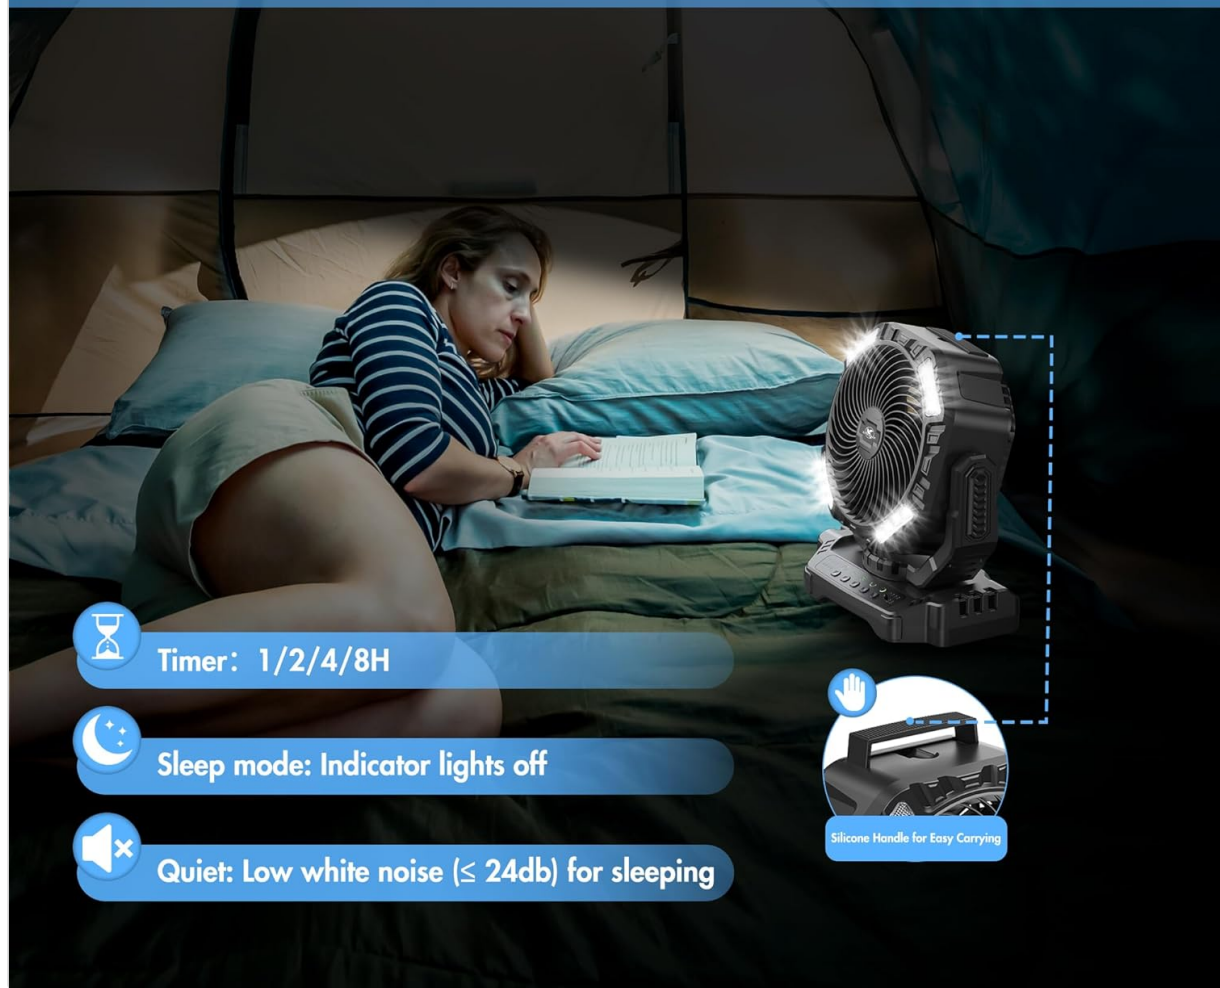 Timer: 1/2/4/8H
Sleep mode: Indicator lights off
Quiet: Low white noise (≤ 24db) for sleeping
Silicone Handle for Easy Carrying